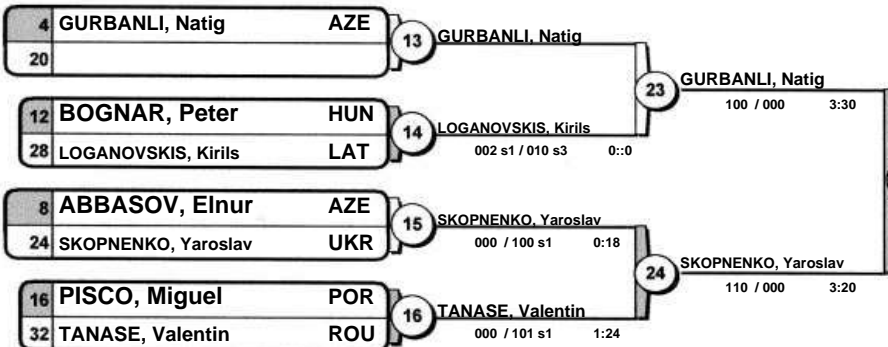 4 GURBANLI, Natig AZE
20
13 GURBANLI, Natig
12 BOGNAR, Peter HUN
28 LOGANOVSKIS, Kirils LAT
14 LOGANOVSKIS, Kirils
002 s1 / 010 s3 0::0
23 GURBANLI, Natig
100 / 000 3:30
8 ABBASOV, Elnur AZE
24 SKOPNENKO, Yaroslav UKR
15 SKOPNENKO, Yaroslav
000 / 100 s1 0:18
16 PISCO, Miguel POR
32 TANASE, Valentin ROU
16 TANASE, Valentin
000 / 101 s1 1:24
24 SKOPNENKO, Yaroslav
110 / 000 3:20